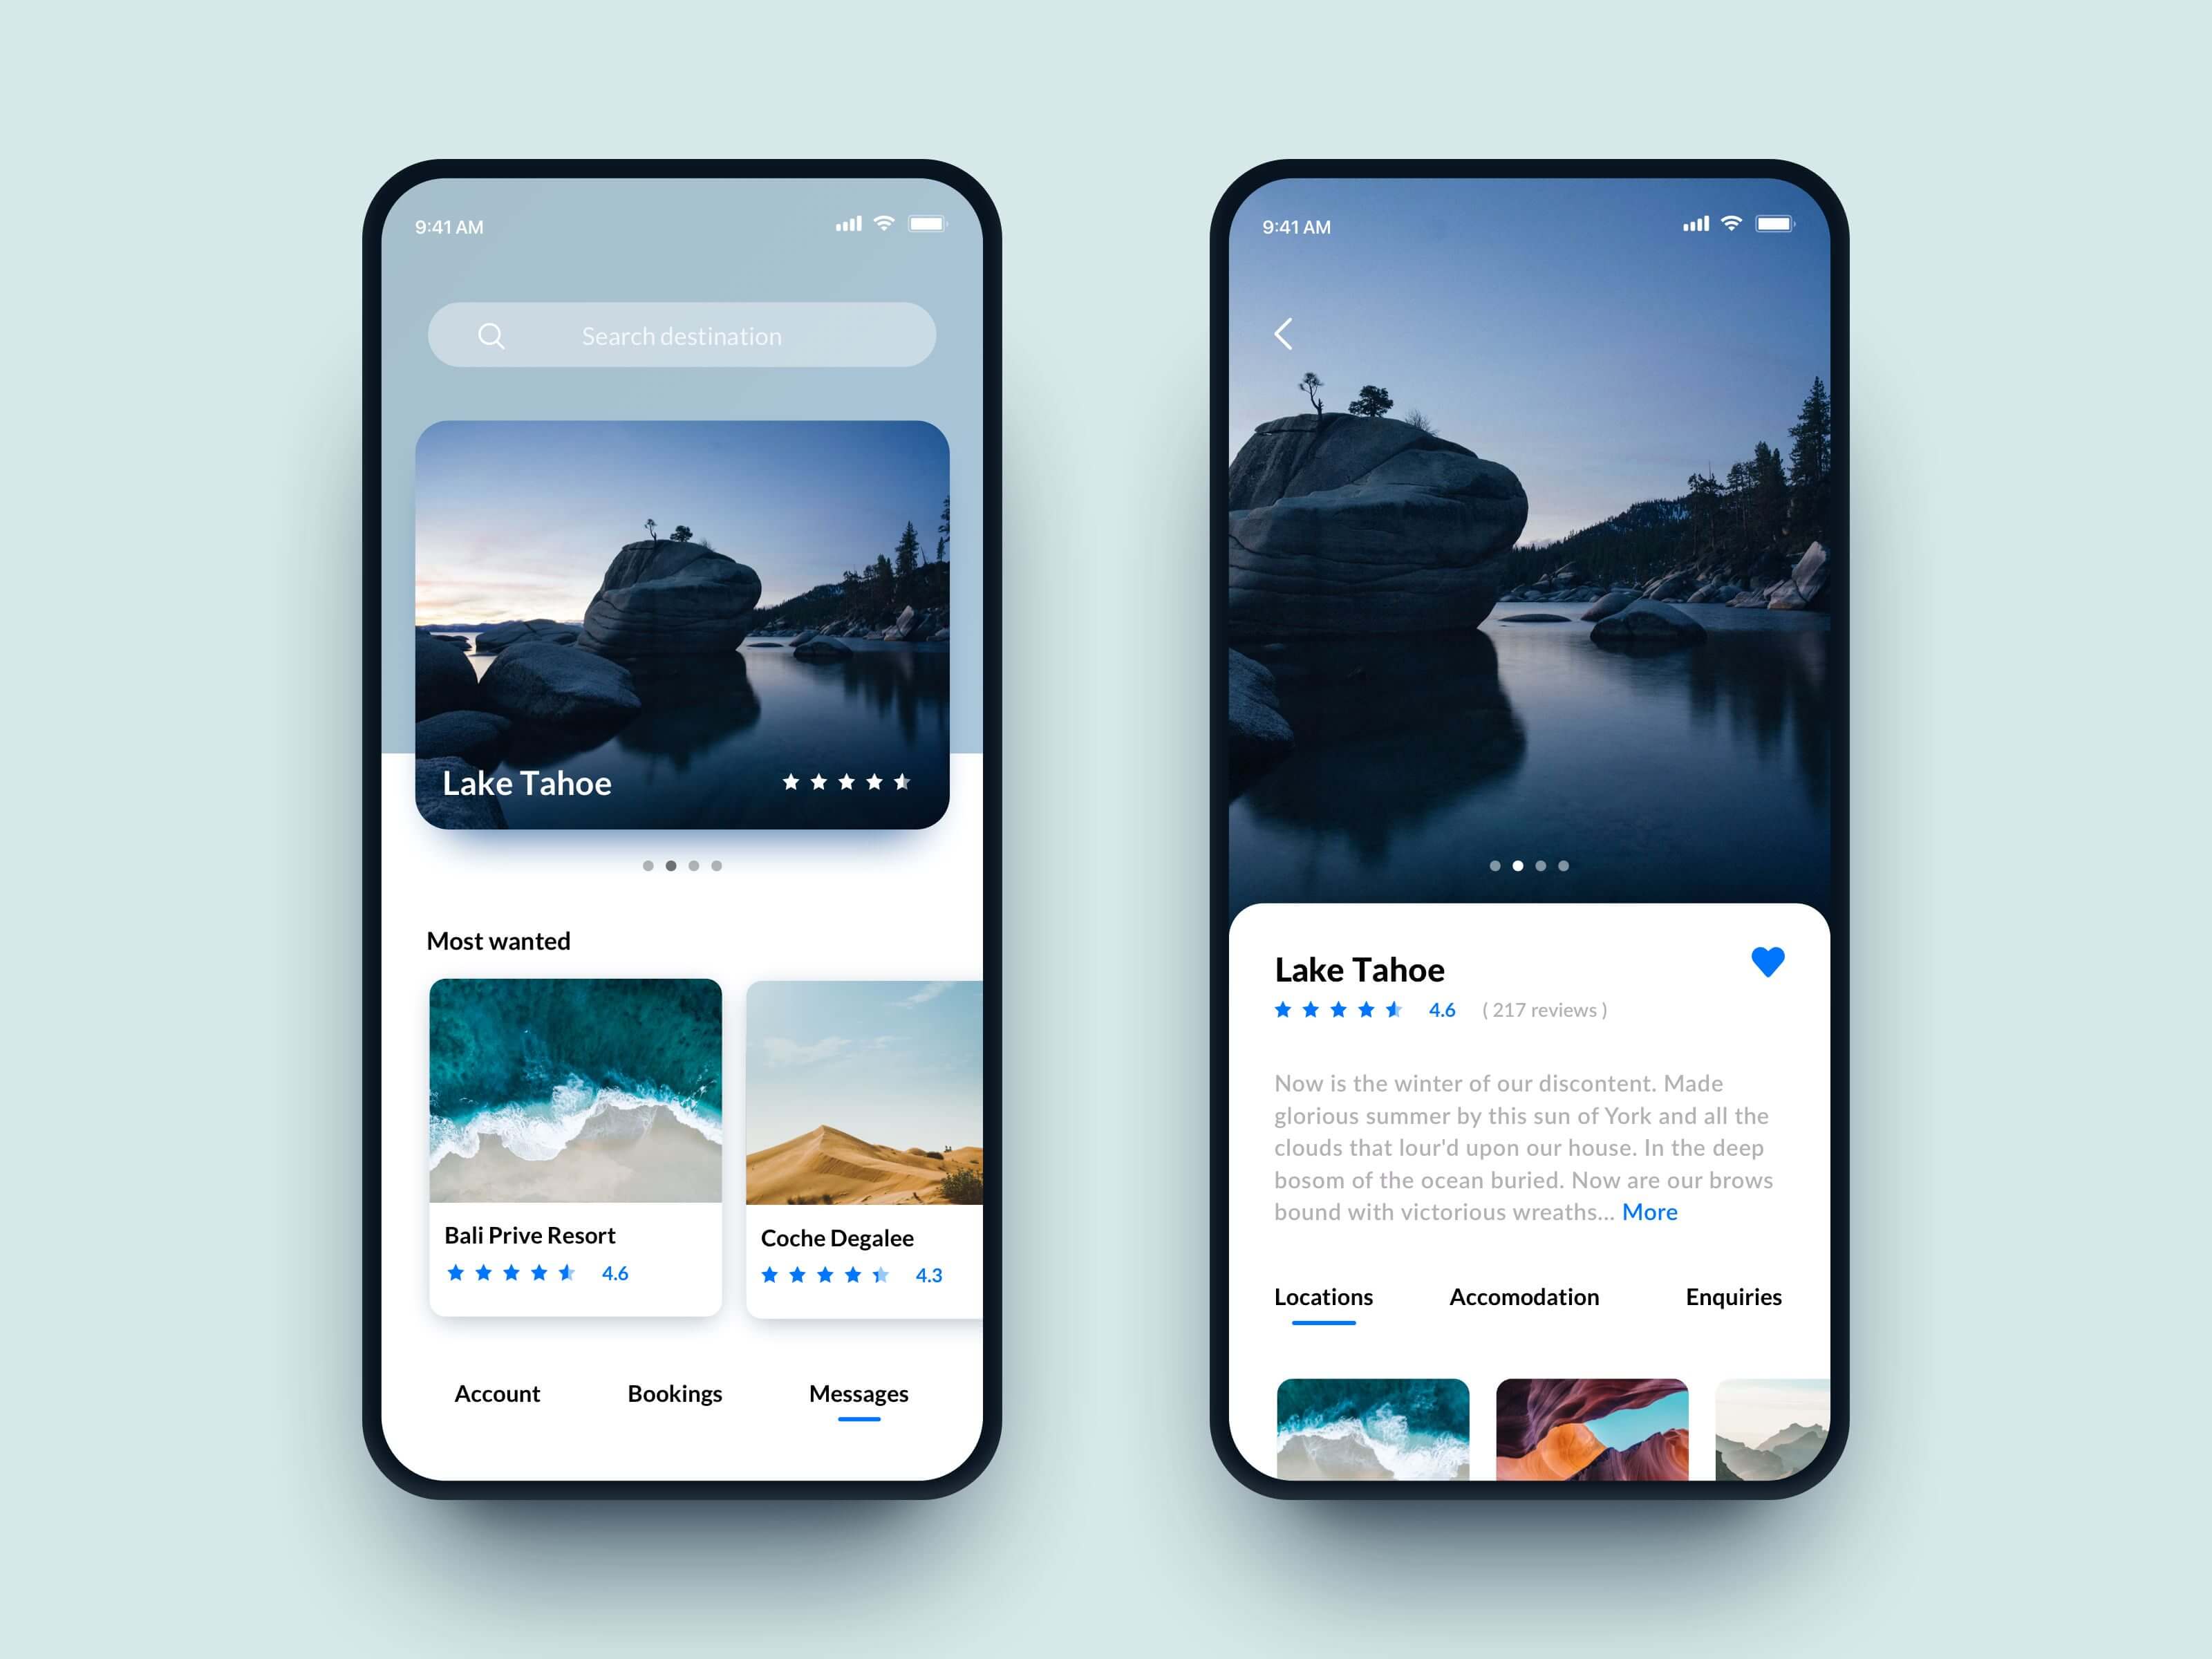 9:41 AM
Search destination
Lake Tahoe
Most wanted
Bali Prive Resort
4.6
Coche Degalee
4.3
Account Bookings Messages
9:41 AM
Lake Tahoe
4.6 ( 217 reviews )
Now is the winter of our discontent. Made
glorious summer by this sun of York and all the
clouds that lour'd upon our house. In the deep
bosom of the ocean buried. Now are our brows
bound with victorious wreaths... More
Locations Accomodation Enquiries